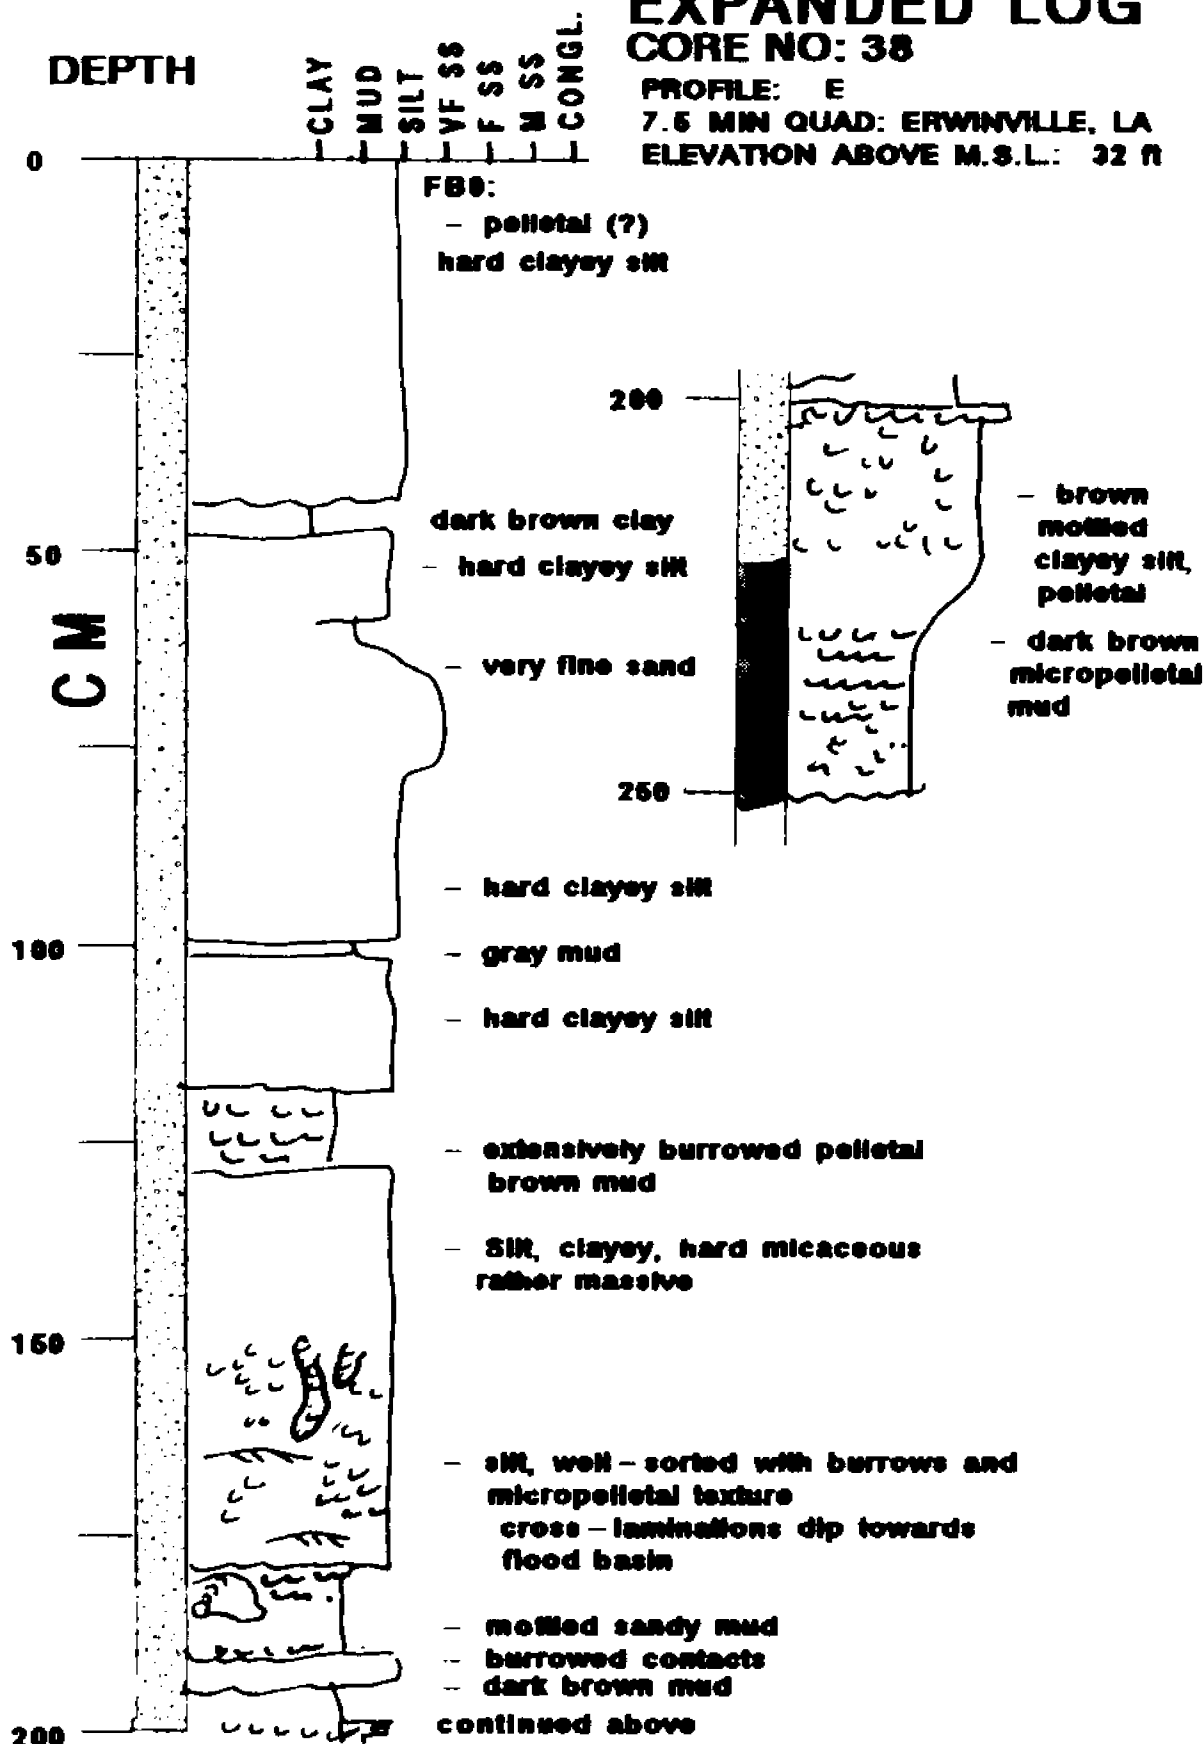 EXPANDED LOG
CORE NO: 38
PROFILE: E
7.5 MIN QUAD: ERWINVILLE, LA
ELEVATION ABOVE M.S.L.: 32 ft
DEPTH
CLAY
MUD
SILT
VF SS
F SS
M SS
CONGL.
0
FB9:
– pelletal (?)
hard clayey silt
dark brown clay
50
– hard clayey silt
CM
– very fine sand
– hard clayey silt
100
– gray mud
– hard clayey silt
– extensively burrowed pelletal
brown mud
– Silt, clayey, hard micaceous
rather massive
150
– silt, well – sorted with burrows and
micropelletal texture
cross – laminations dip towards
flood basin
– mottled sandy mud
– burrowed contacts
– dark brown mud
continued above
200
200
– brown
mottled
clayey silt,
pelletal
– dark brown
micropelletal
mud
250